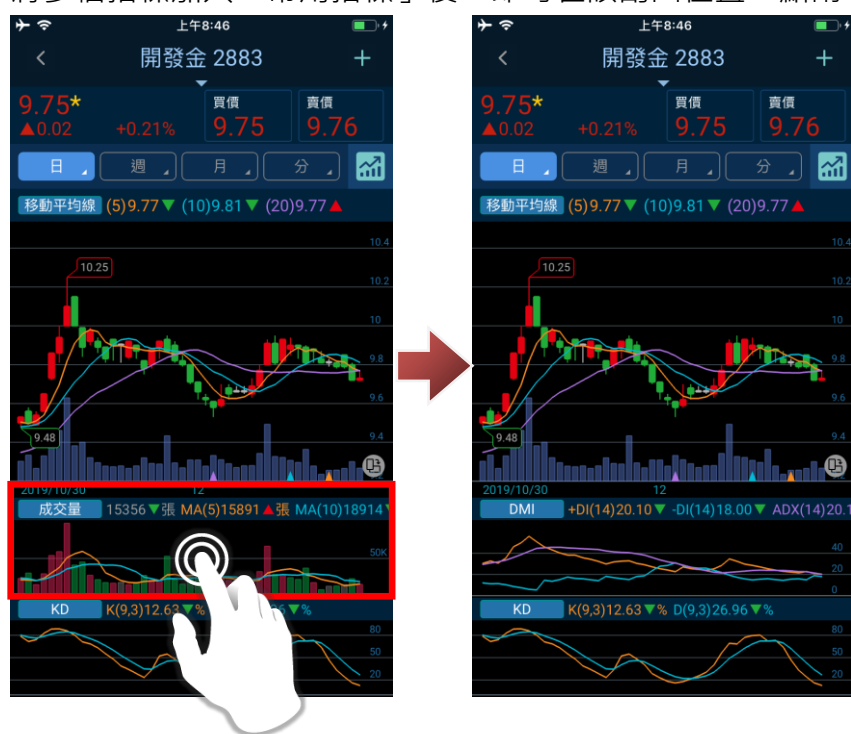 上午8:46
開發金 2883
9.75*
▲0.02 +0.21%
買價
9.75
賣價
9.76
日 週 月 分
移動平均線 (5)9.77▼ (10)9.81▼ (20)9.77▲
10.4
10.25
10.2
10
9.8
9.6
9.48
9.4
2019/10/30 12
成交量 15356▼張 MA(5)15891▲張 MA(10)18914
50K
KD K(9,3)12.63▼% ▼%
80
50
20
上午8:46
開發金 2883
9.75*
▲0.02 +0.21%
買價
9.75
賣價
9.76
日 週 月 分
移動平均線 (5)9.77▼ (10)9.81▼ (20)9.77▲
10.4
10.25
10.2
10
9.8
9.6
9.48
9.4
2019/10/30 12
DMI +DI(14)20.10▼ -DI(14)18.00▼ ADX(14)20.1
40
20
0
KD K(9,3)12.63▼% D(9,3)26.96▼%
80
50
20